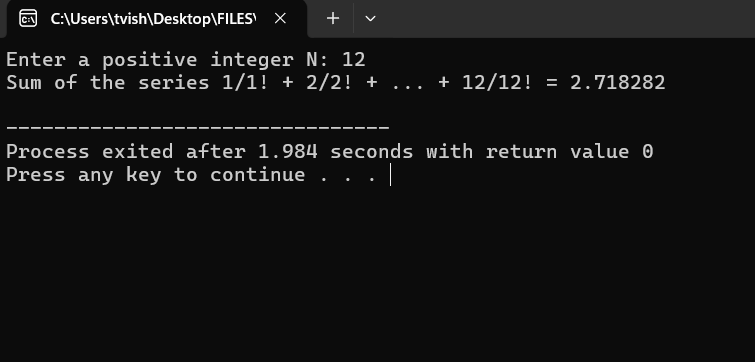 C:\Users\tvish\Desktop\FILES\
Enter a positive integer N: 12
Sum of the series 1/1! + 2/2! + ... + 12/12! = 2.718282
--------------------------------
Process exited after 1.984 seconds with return value 0
Press any key to continue . . .